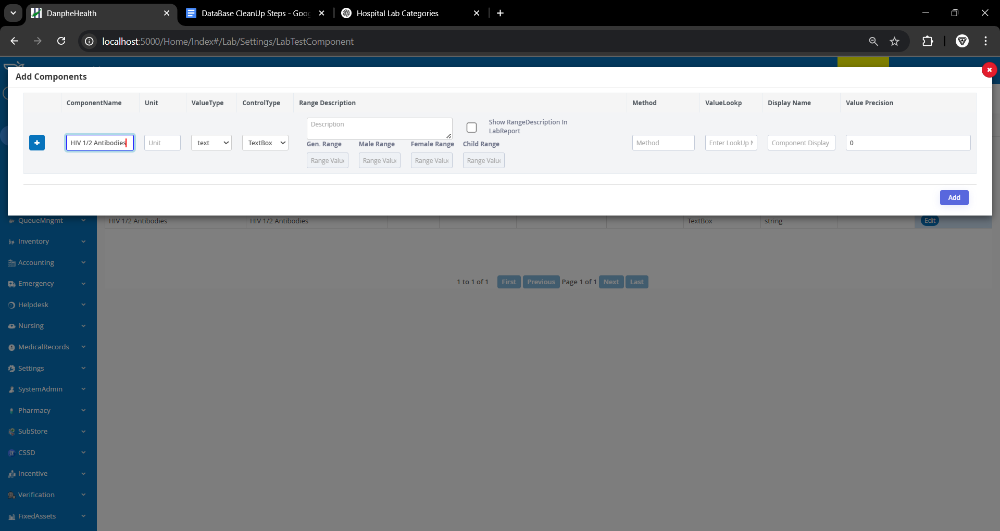 DanpheHealth
DataBase CleanUp Steps - Goo
Hospital Lab Categories
localhost:5000/Home/Index#/Lab/Settings/LabTestComponent
Add Components
ComponentName Unit ValueType ControlType Range Description Method ValueLookp Display Name Value Precision
Description
Show RangeDescription In
LabReport
HIV 1/2 Antibodies Unit text TextBox
Gen. Range Male Range Female Range Child Range
Method Enter LookUp N Component Display 0
Range Value Range Value Range Value Range Value
Add
HIV 1/2 Antibodies HIV 1/2 Antibodies TextBox string Edit
QueueMngmt
Inventory
Accounting
1 to 1 of 1 First Previous Page 1 of 1 Next Last
Emergency
Helpdesk
Nursing
MedicalRecords
Settings
SystemAdmin
Pharmacy
SubStore
CSSD
Incentive
Verification
FixedAssets